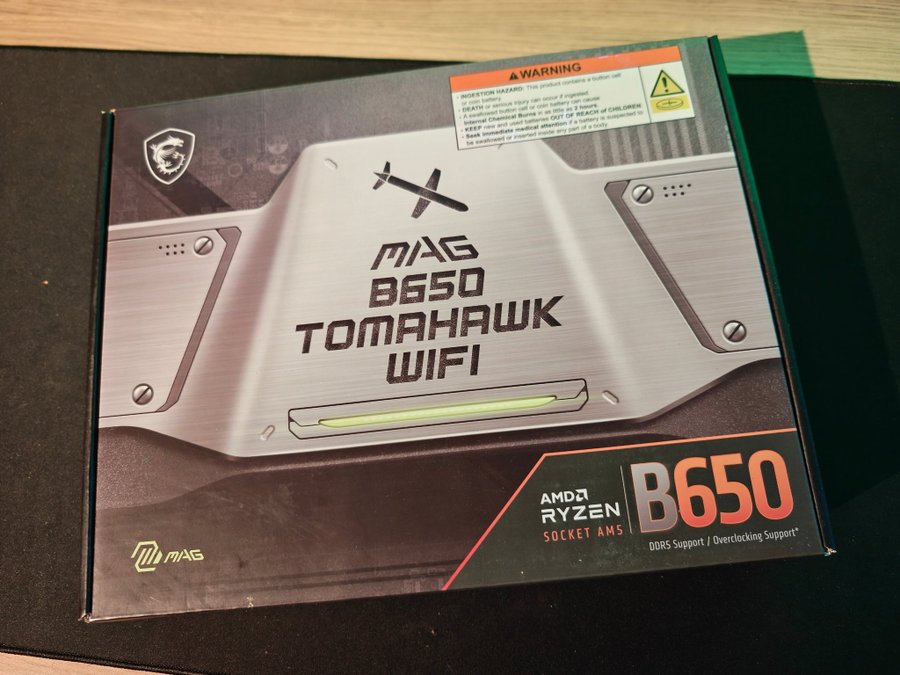 WARNING
• INGESTION HAZARD: This product contains a button cell
or coin battery.
• DEATH or serious injury can occur if ingested.
• A swallowed button cell or coin battery can cause
Internal Chemical Burns in as little as 2 hours.
• KEEP new and used batteries OUT OF REACH of CHILDREN
• Seek immediate medical attention if a battery is suspected to
be swallowed or inserted inside any part of a body.
MAG
B650
TOMAHAWK
WIFI
AMD
RYZEN
SOCKET AM5
B650
DDR5 Support / Overclocking Support*
MAG